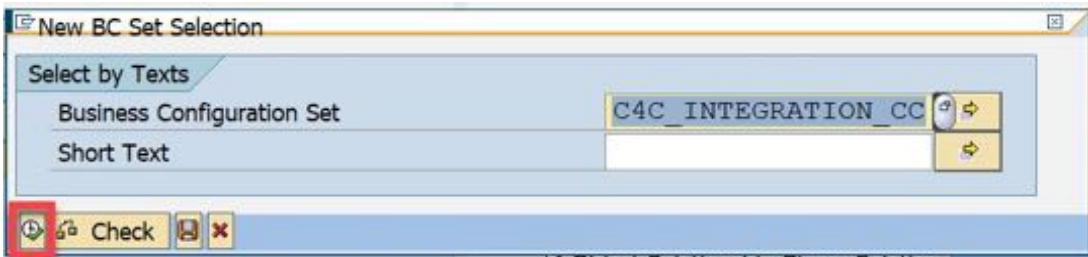 New BC Set Selection
Select by Texts
Business Configuration Set C4C_INTEGRATION_CC
Short Text
Check